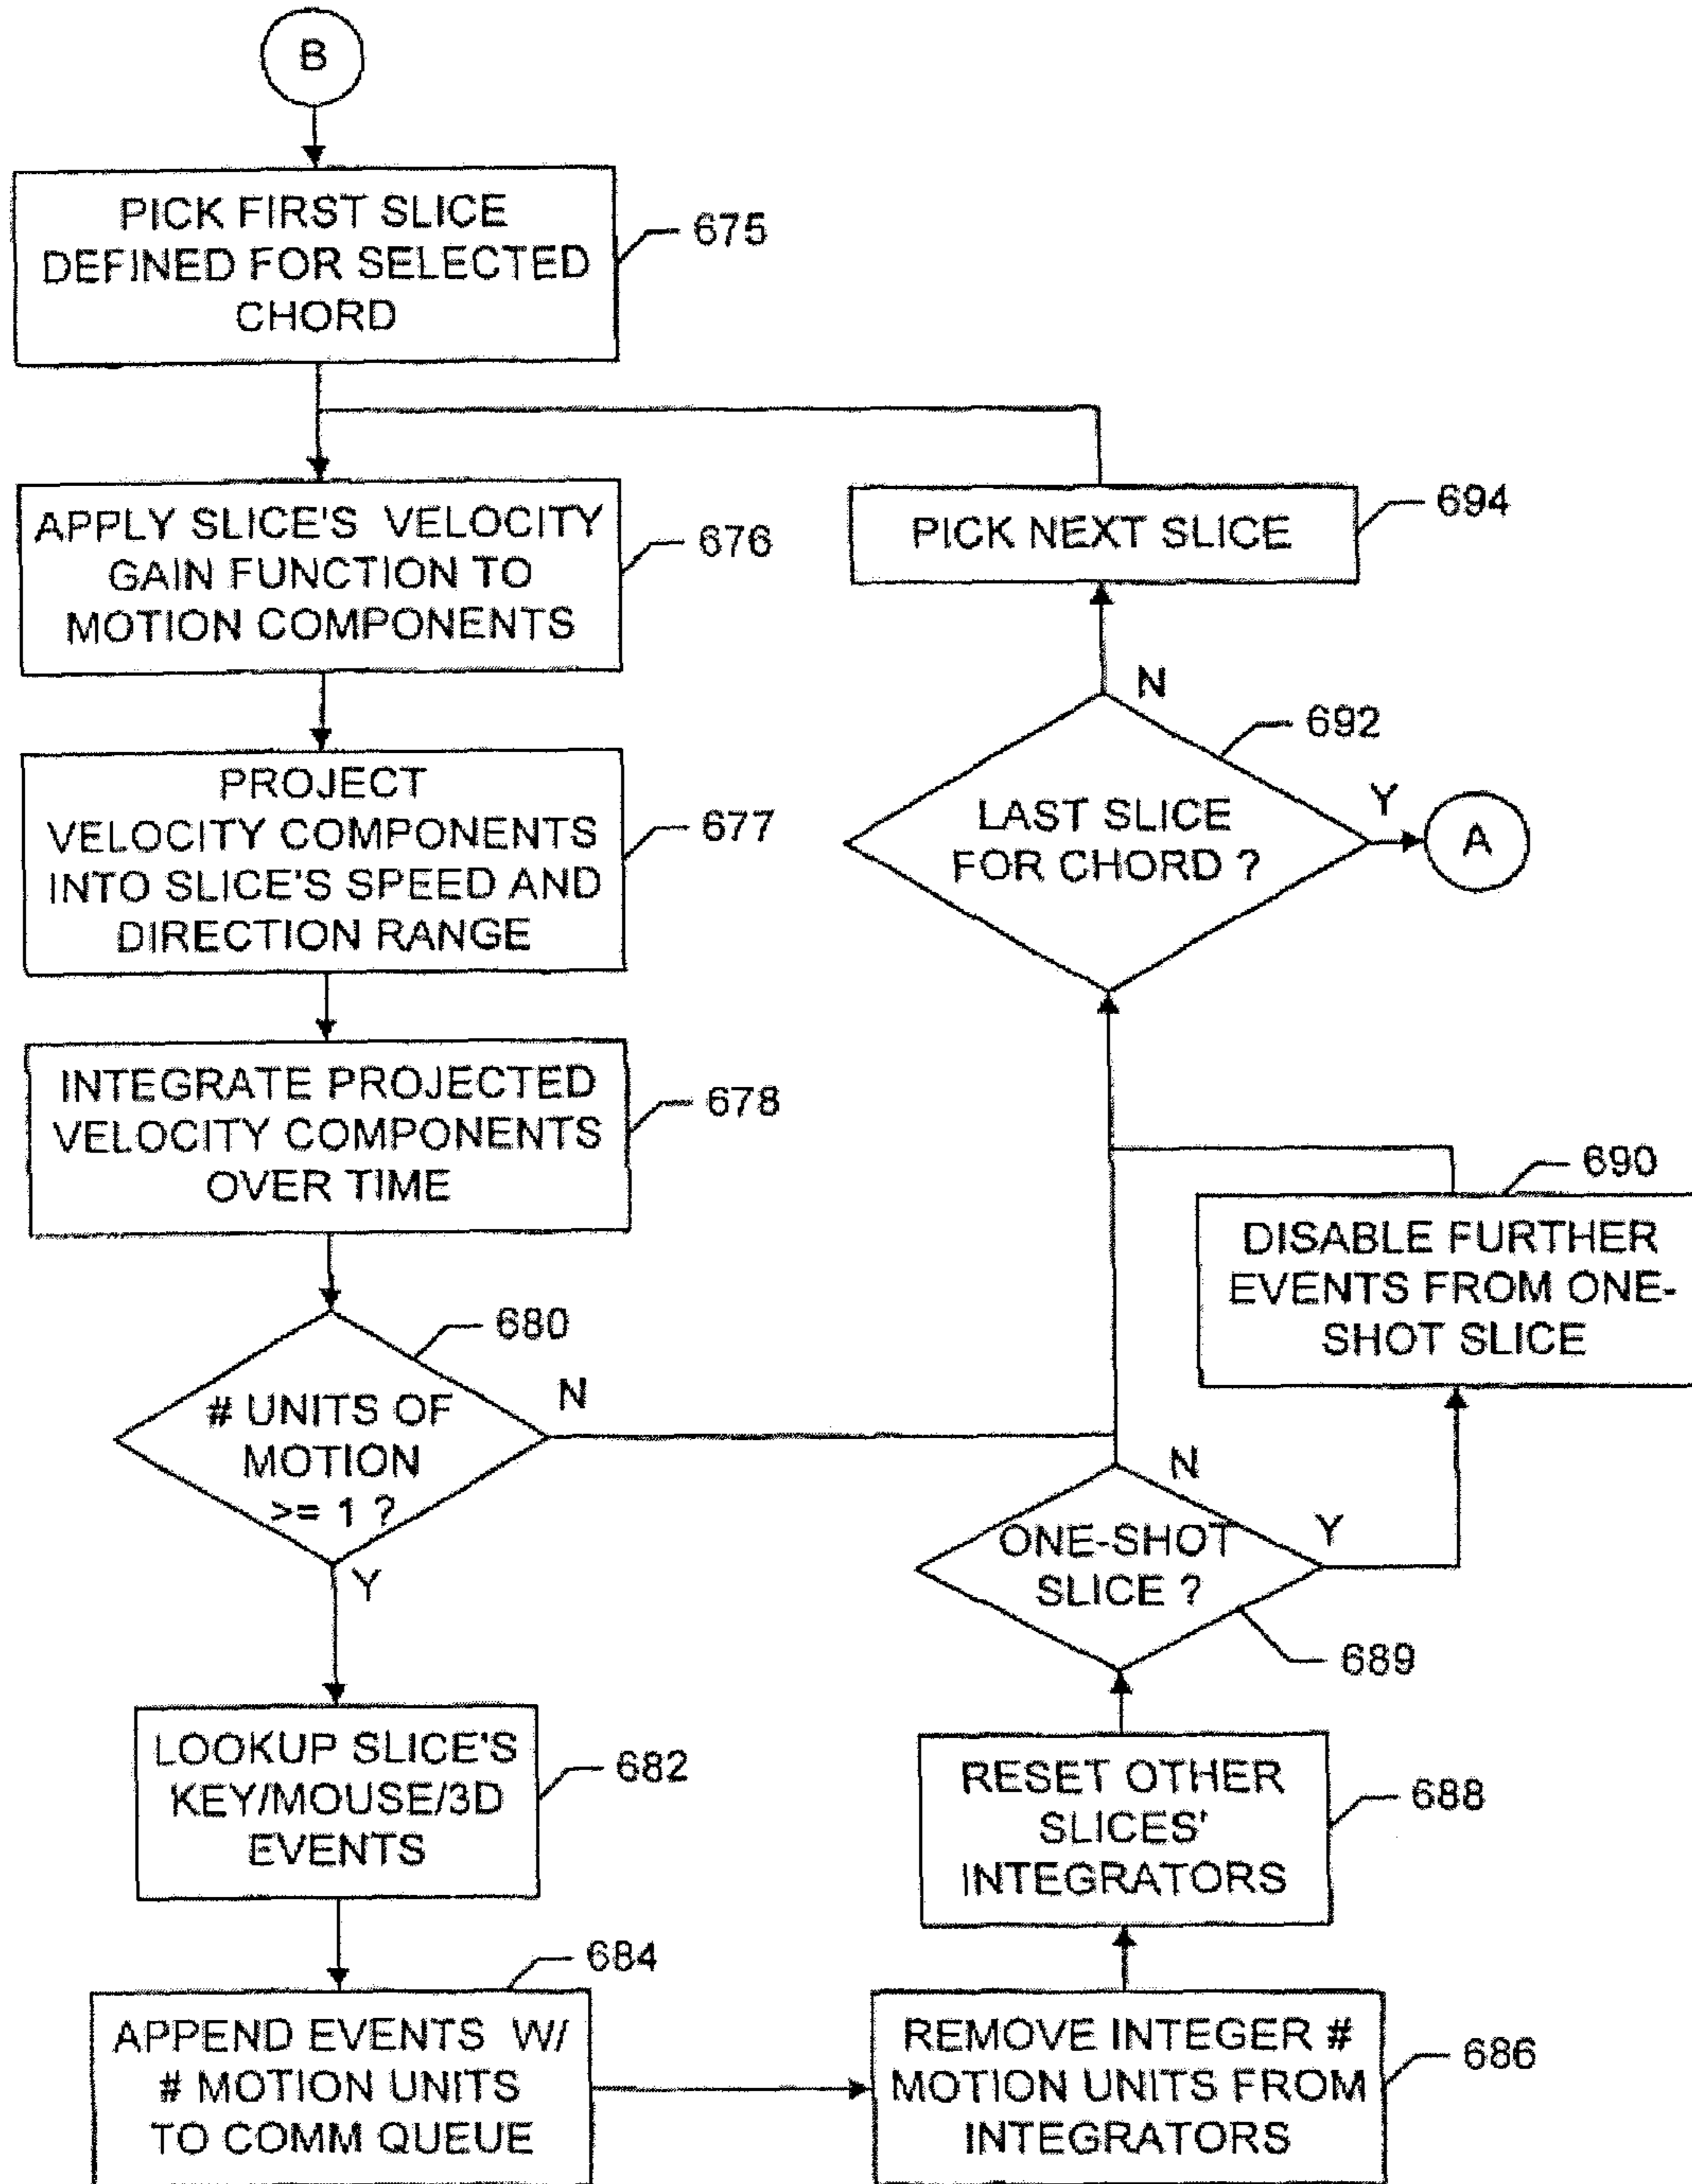 B
PICK FIRST SLICE
DEFINED FOR SELECTED
CHORD
675
APPLY SLICE'S VELOCITY
GAIN FUNCTION TO
MOTION COMPONENTS
676
PROJECT
VELOCITY COMPONENTS
INTO SLICE'S SPEED AND
DIRECTION RANGE
677
INTEGRATE PROJECTED
VELOCITY COMPONENTS
OVER TIME
678
# UNITS OF
MOTION
>= 1 ?
680
N
Y
LOOKUP SLICE'S
KEY/MOUSE/3D
EVENTS
682
APPEND EVENTS W/
# MOTION UNITS
TO COMM QUEUE
684
REMOVE INTEGER #
MOTION UNITS FROM
INTEGRATORS
686
RESET OTHER
SLICES'
INTEGRATORS
688
ONE-SHOT
SLICE ?
689
N
Y
DISABLE FURTHER
EVENTS FROM ONE-
SHOT SLICE
690
LAST SLICE
FOR CHORD ?
692
N
Y
A
PICK NEXT SLICE
694